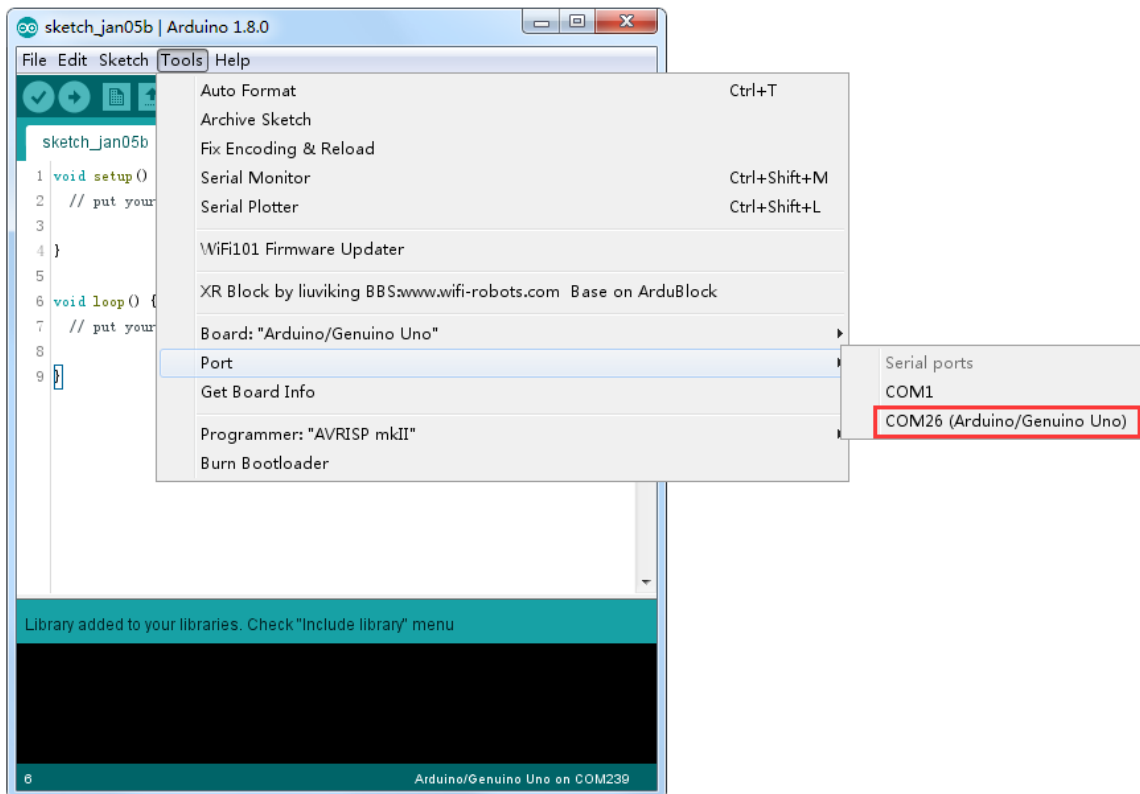 sketch_jan05b | Arduino 1.8.0
File Edit Sketch Tools Help
Auto Format Ctrl+T
Archive Sketch
Fix Encoding & Reload
Serial Monitor Ctrl+Shift+M
Serial Plotter Ctrl+Shift+L
WiFi101 Firmware Updater
XR Block by liuviking BBS:www.wifi-robots.com Base on ArduBlock
Board: "Arduino/Genuino Uno"
Port
Get Board Info
Programmer: "AVRISP mkII"
Burn Bootloader
Serial ports
COM1
COM26 (Arduino/Genuino Uno)
sketch_jan05b
1 void setup()
2 // put your
3
4 }
5
6 void loop() {
7 // put your
8
9 }
Library added to your libraries. Check "Include library" menu
6 Arduino/Genuino Uno on COM239